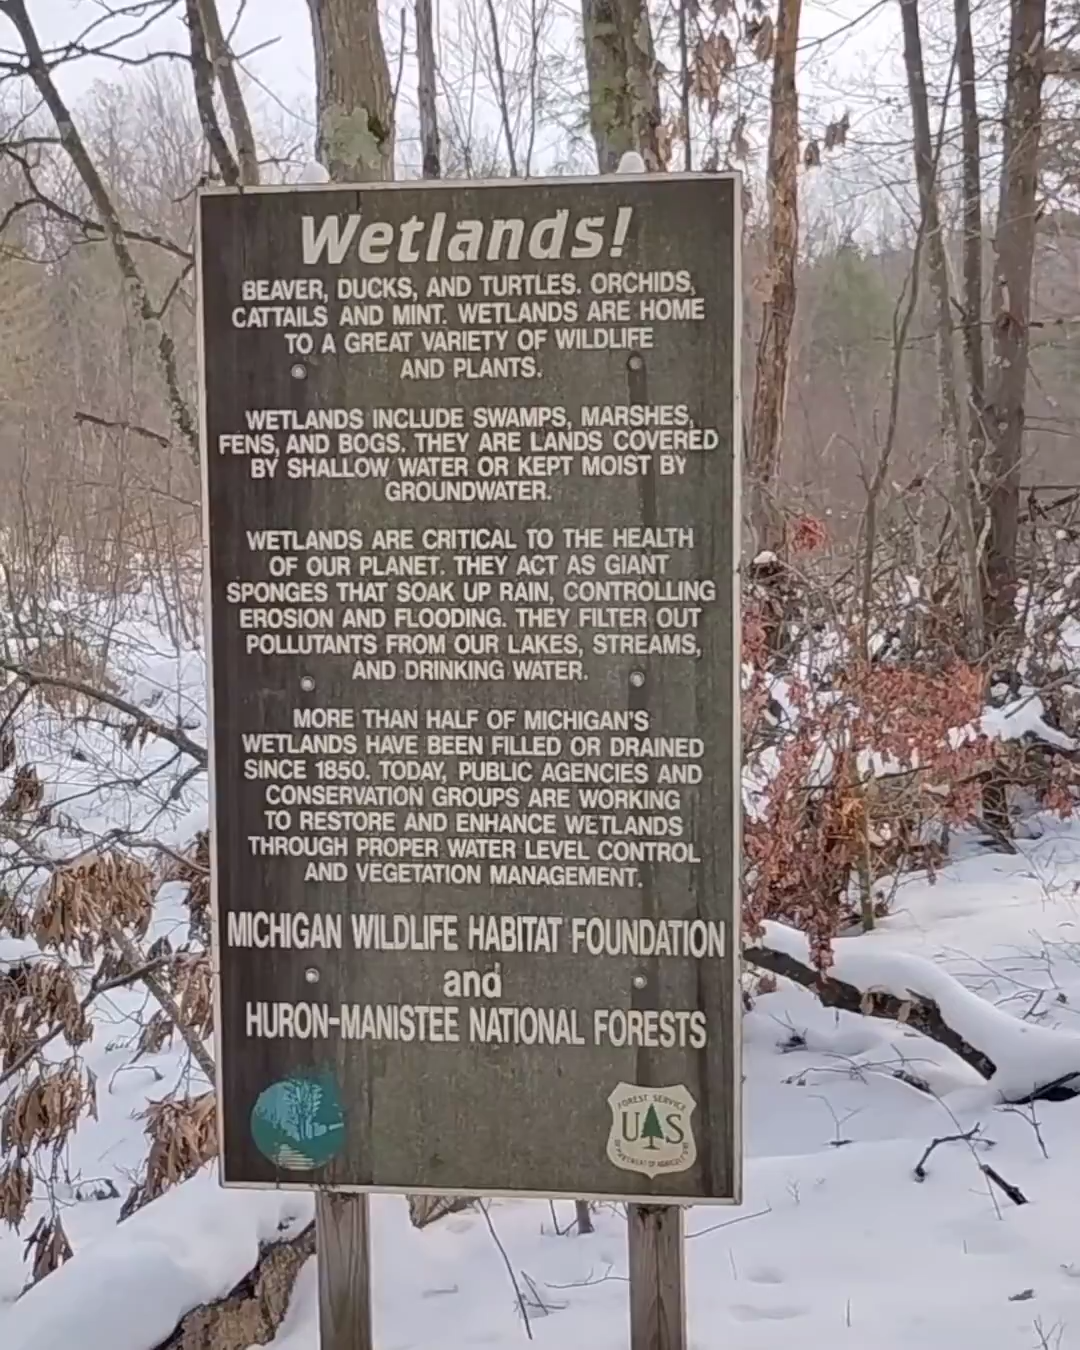 Wetlands!
BEAVER, DUCKS, AND TURTLES. ORCHIDS,
CATTAILS AND MINT. WETLANDS ARE HOME
TO A GREAT VARIETY OF WILDLIFE
AND PLANTS.
WETLANDS INCLUDE SWAMPS, MARSHES,
FENS, AND BOGS. THEY ARE LANDS COVERED
BY SHALLOW WATER OR KEPT MOIST BY
GROUNDWATER.
WETLANDS ARE CRITICAL TO THE HEALTH
OF OUR PLANET. THEY ACT AS GIANT
SPONGES THAT SOAK UP RAIN, CONTROLLING
EROSION AND FLOODING. THEY FILTER OUT
POLLUTANTS FROM OUR LAKES, STREAMS,
AND DRINKING WATER.
MORE THAN HALF OF MICHIGAN'S
WETLANDS HAVE BEEN FILLED OR DRAINED
SINCE 1850. TODAY, PUBLIC AGENCIES AND
CONSERVATION GROUPS ARE WORKING
TO RESTORE AND ENHANCE WETLANDS
THROUGH PROPER WATER LEVEL CONTROL
AND VEGETATION MANAGEMENT.
MICHIGAN WILDLIFE HABITAT FOUNDATION
and
HURON-MANISTEE NATIONAL FORESTS
FOREST SERVICE
UAS
DEPARTMENT OF AGRICULTURE